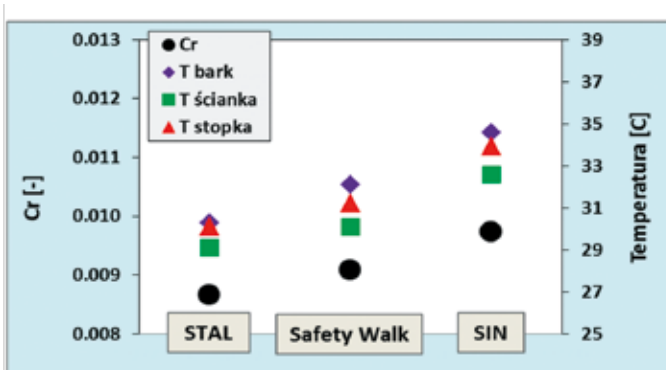 0.013
0.012
0.011
0.010
0.009
0.008
Cr [-]
Cr
T bark
T ścianka
T stopka
39
37
35
33
31
29
27
25
Temperatura [C]
STAL
Safety Walk
SIN